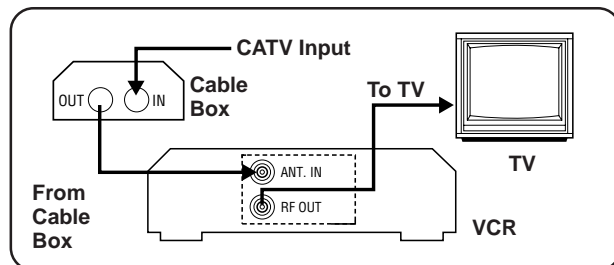 CATV Input
Cable
Box
OUT
IN
To TV
TV
From
Cable
Box
ANT. IN
RF OUT
VCR